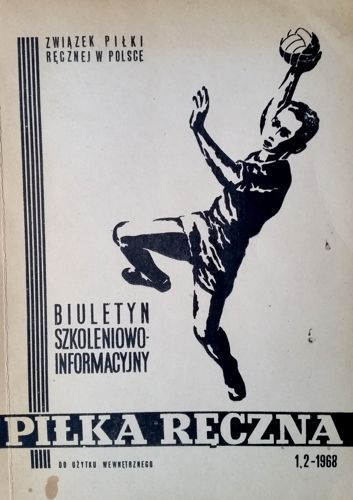 ZWIĄZEK PIŁKI
RĘCZNEJ W POLSCE
BIULETYN
SZKOLENIOWO-
INFORMACYJNY
PIŁKA RĘCZNA
DO UŻYTKU WEWNĘTRZNEGO
1,2-1968